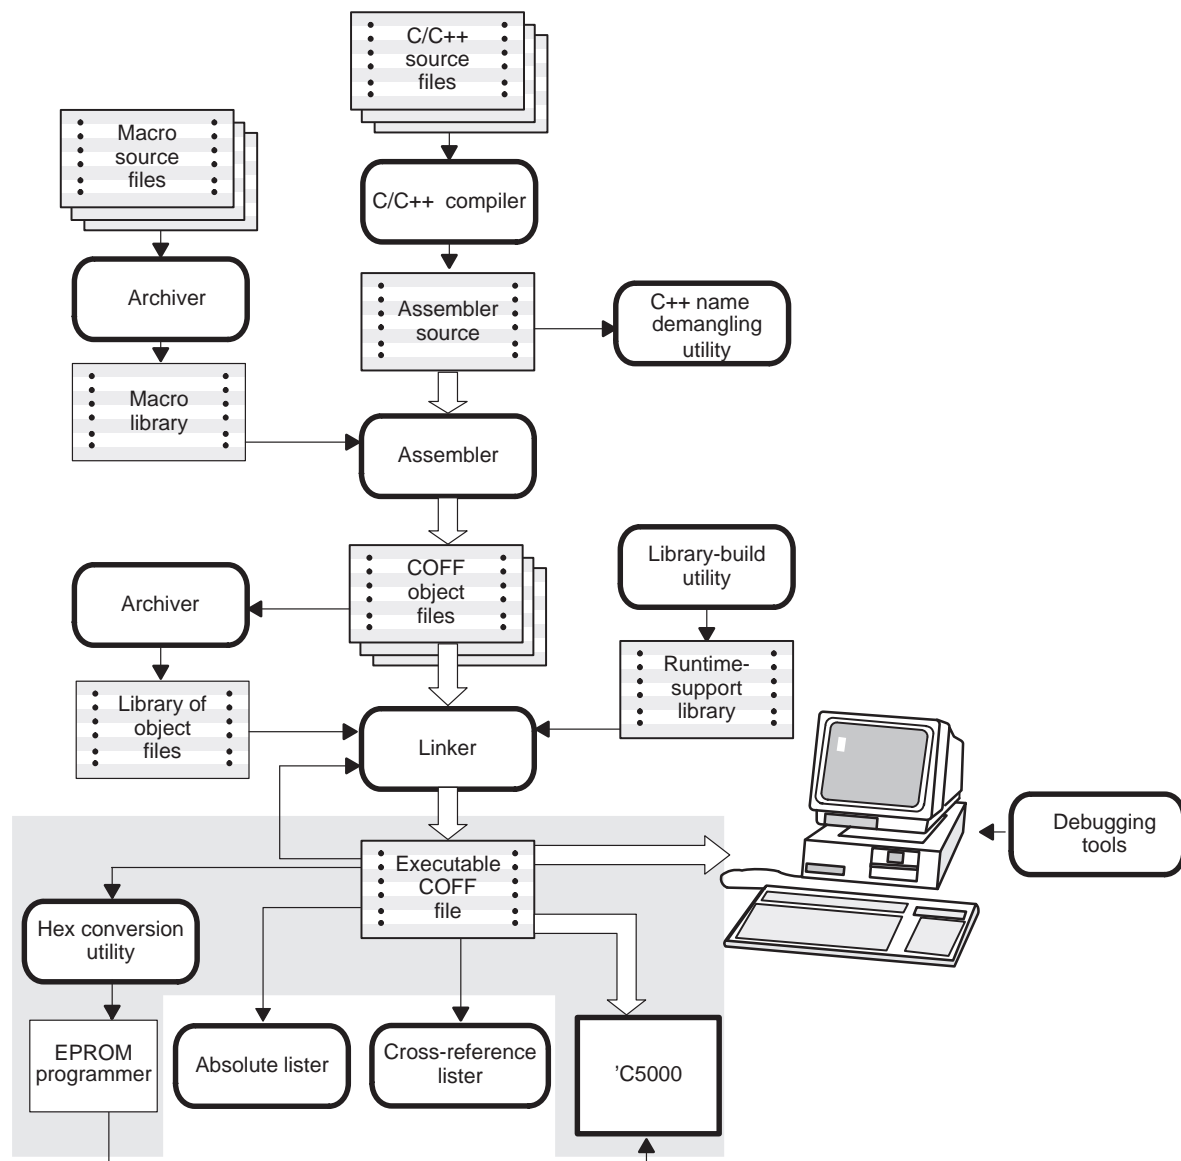 C/C++
source
files
Macro
source
files
C/C++ compiler
Archiver
Assembler
source
C++ name
demangling
utility
Macro
library
Assembler
COFF
object
files
Library-build
utility
Archiver
Runtime-
support
library
Library of
object
files
Linker
Debugging
tools
Executable
COFF
file
Hex conversion
utility
EPROM
programmer
Absolute lister
Cross-reference
lister
’C5000